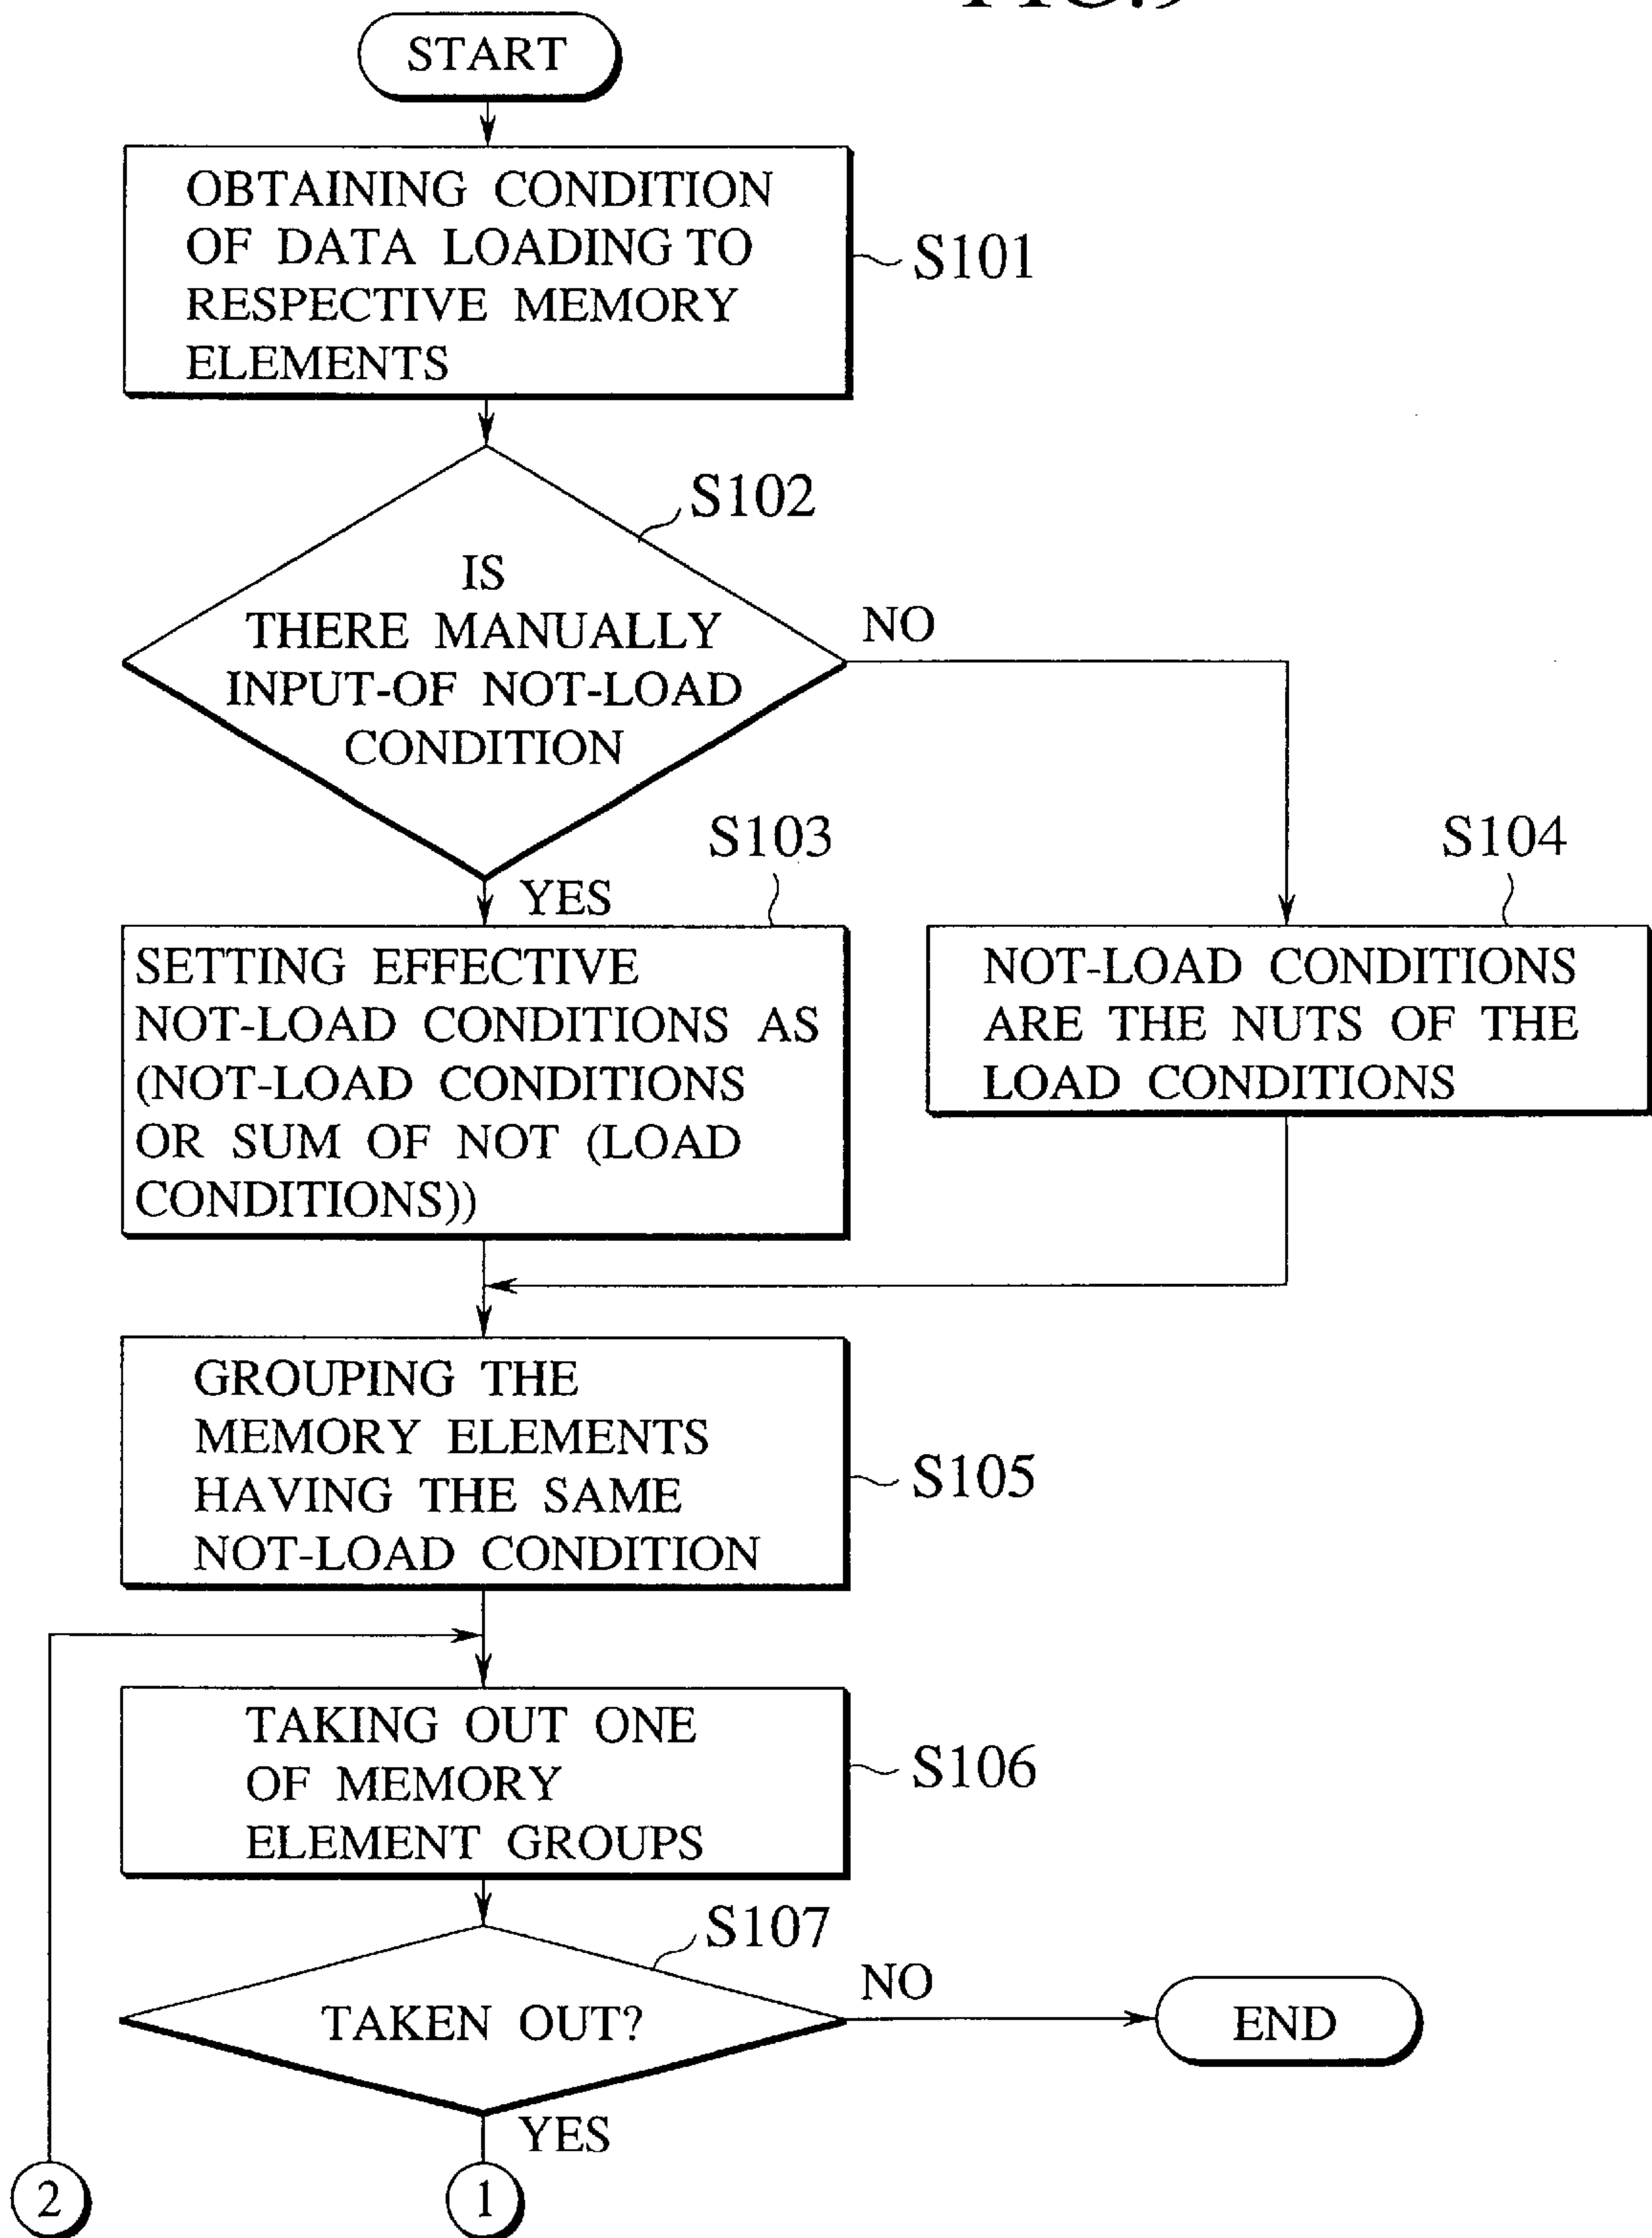 START
OBTAINING CONDITION
OF DATA LOADING TO
RESPECTIVE MEMORY
ELEMENTS
S101
S102
IS
THERE MANUALLY
INPUT-OF NOT-LOAD
CONDITION
NO
YES
S103
SETTING EFFECTIVE
NOT-LOAD CONDITIONS AS
(NOT-LOAD CONDITIONS
OR SUM OF NOT (LOAD
CONDITIONS))
S104
NOT-LOAD CONDITIONS
ARE THE NUTS OF THE
LOAD CONDITIONS
GROUPING THE
MEMORY ELEMENTS
HAVING THE SAME
NOT-LOAD CONDITION
S105
TAKING OUT ONE
OF MEMORY
ELEMENT GROUPS
S106
S107
TAKEN OUT?
NO
END
YES
2
1